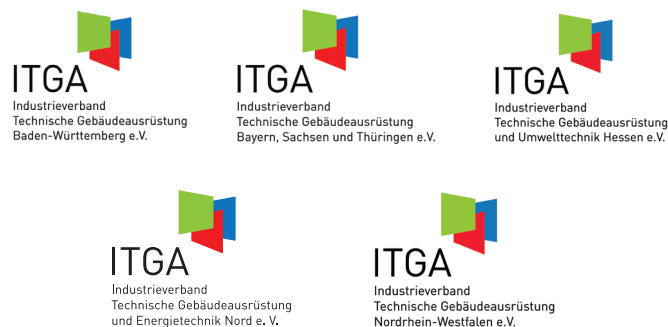 ITGA
Industrieverband
Technische Gebäudeausrüstung
Baden-Württemberg e.V.
ITGA
Industrieverband
Technische Gebäudeausrüstung
Bayern, Sachsen und Thüringen e.V.
ITGA
Industrieverband
Technische Gebäudeausrüstung
und Umwelttechnik Hessen e.V.
ITGA
Industrieverband
Technische Gebäudeausrüstung
und Energietechnik Nord e. V.
ITGA
Industrieverband
Technische Gebäudeausrüstung
Nordrhein-Westfalen e.V.